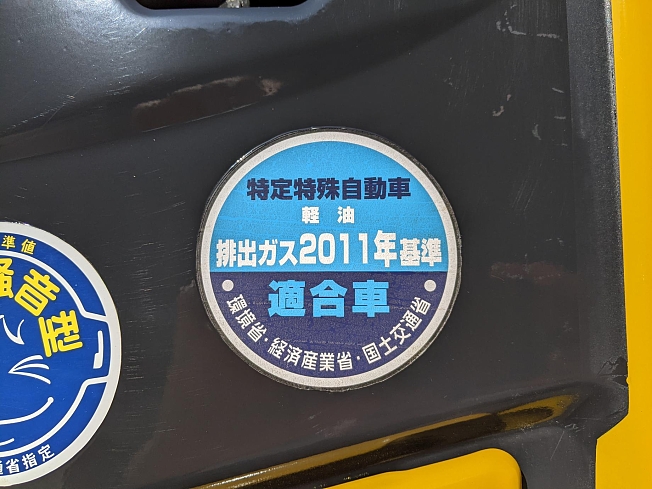 特定特殊自動車
軽油
排出ガス2011年基準
適合車
環境省・経済産業省・国土交通省
準値
騒音型
省指定